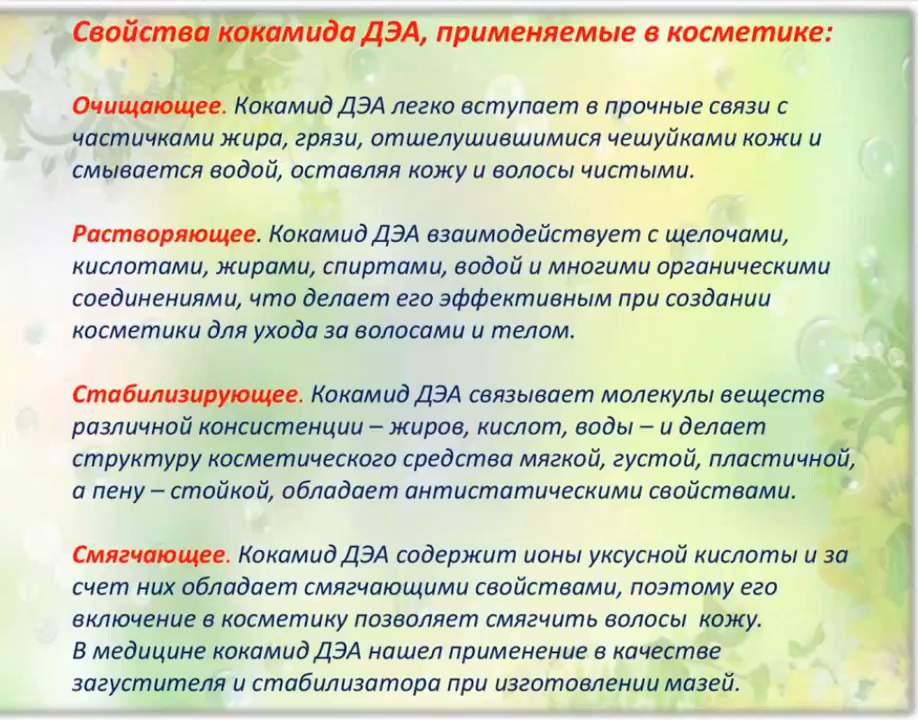 Свойства кокамида ДЭА, применяемые в косметике:
Очищающее. Кокамид ДЭА легко вступает в прочные связи с
частичками жира, грязи, отшелушившимися чешуйками кожи и
смывается водой, оставляя кожу и волосы чистыми.
Растворяющее. Кокамид ДЭА взаимодействует с щелочами,
кислотами, жирами, спиртами, водой и многими органическими
соединениями, что делает его эффективным при создании
косметики для ухода за волосами и телом.
Стабилизирующее. Кокамид ДЭА связывает молекулы веществ
различной консистенции – жиров, кислот, воды – и делает
структуру косметического средства мягкой, густой, пластичной,
а пену – стойкой, обладает антистатическими свойствами.
Смягчающее. Кокамид ДЭА содержит ионы уксусной кислоты и за
счет них обладает смягчающими свойствами, поэтому его
включение в косметику позволяет смягчить волосы кожу.
В медицине кокамид ДЭА нашел применение в качестве
загустителя и стабилизатора при изготовлении мазей.